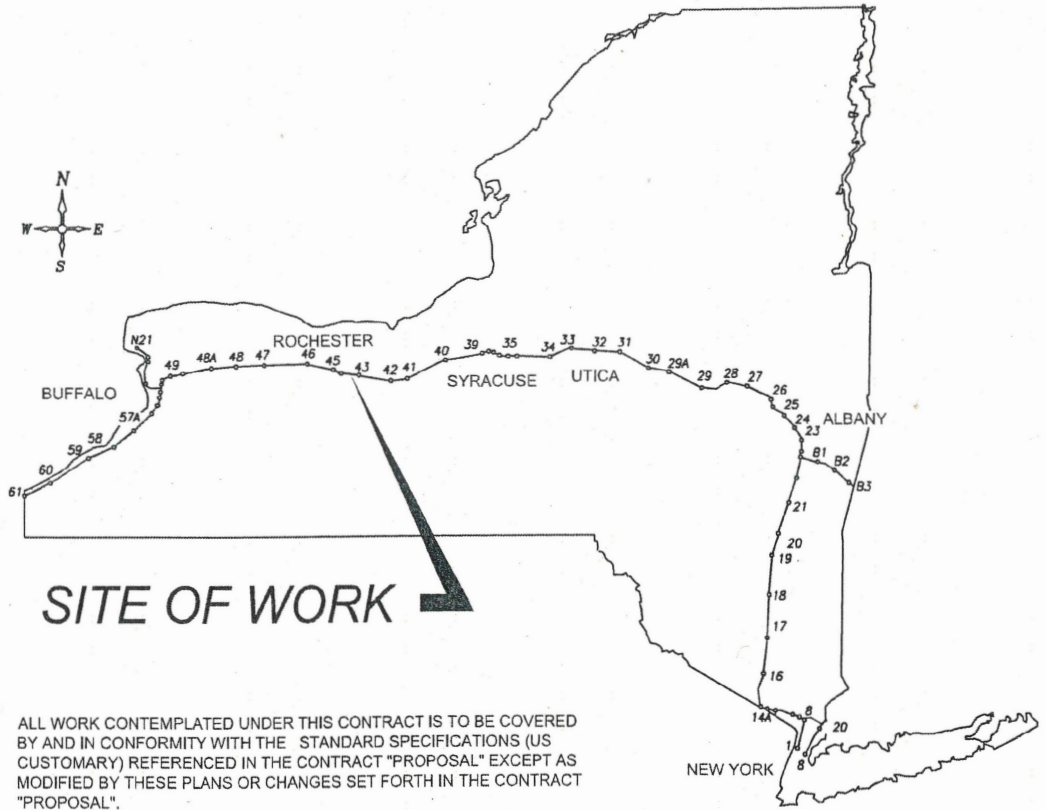 N
W E
S
N21
ROCHESTER
BUFFALO
49 48A 48 47 46 45 43 42 41 40 39 35 34 33 32 31 30 29A 29 28 27 26 25 24 23
SYRACUSE
UTICA
ALBANY
57A
58
59
60
61
B1
B2
B3
21
20
19
18
17
16
14A
8
20
1
8
NEW YORK
SITE OF WORK
ALL WORK CONTEMPLATED UNDER THIS CONTRACT IS TO BE COVERED
BY AND IN CONFORMITY WITH THE STANDARD SPECIFICATIONS (US
CUSTOMARY) REFERENCED IN THE CONTRACT "PROPOSAL" EXCEPT AS
MODIFIED BY THESE PLANS OR CHANGES SET FORTH IN THE CONTRACT
"PROPOSAL".